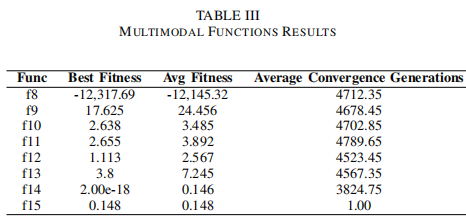 TABLE III
MULTIMODAL FUNCTIONS RESULTS
Func Best Fitness Avg Fitness Average Convergence Generations
f8 -12,317.69 -12,145.32 4712.35
f9 17.625 24.456 4678.45
f10 2.638 3.485 4702.85
f11 2.655 3.892 4789.65
f12 1.113 2.567 4523.45
f13 3.8 7.245 4567.35
f14 2.00e-18 0.146 3824.75
f15 0.148 0.148 1.00